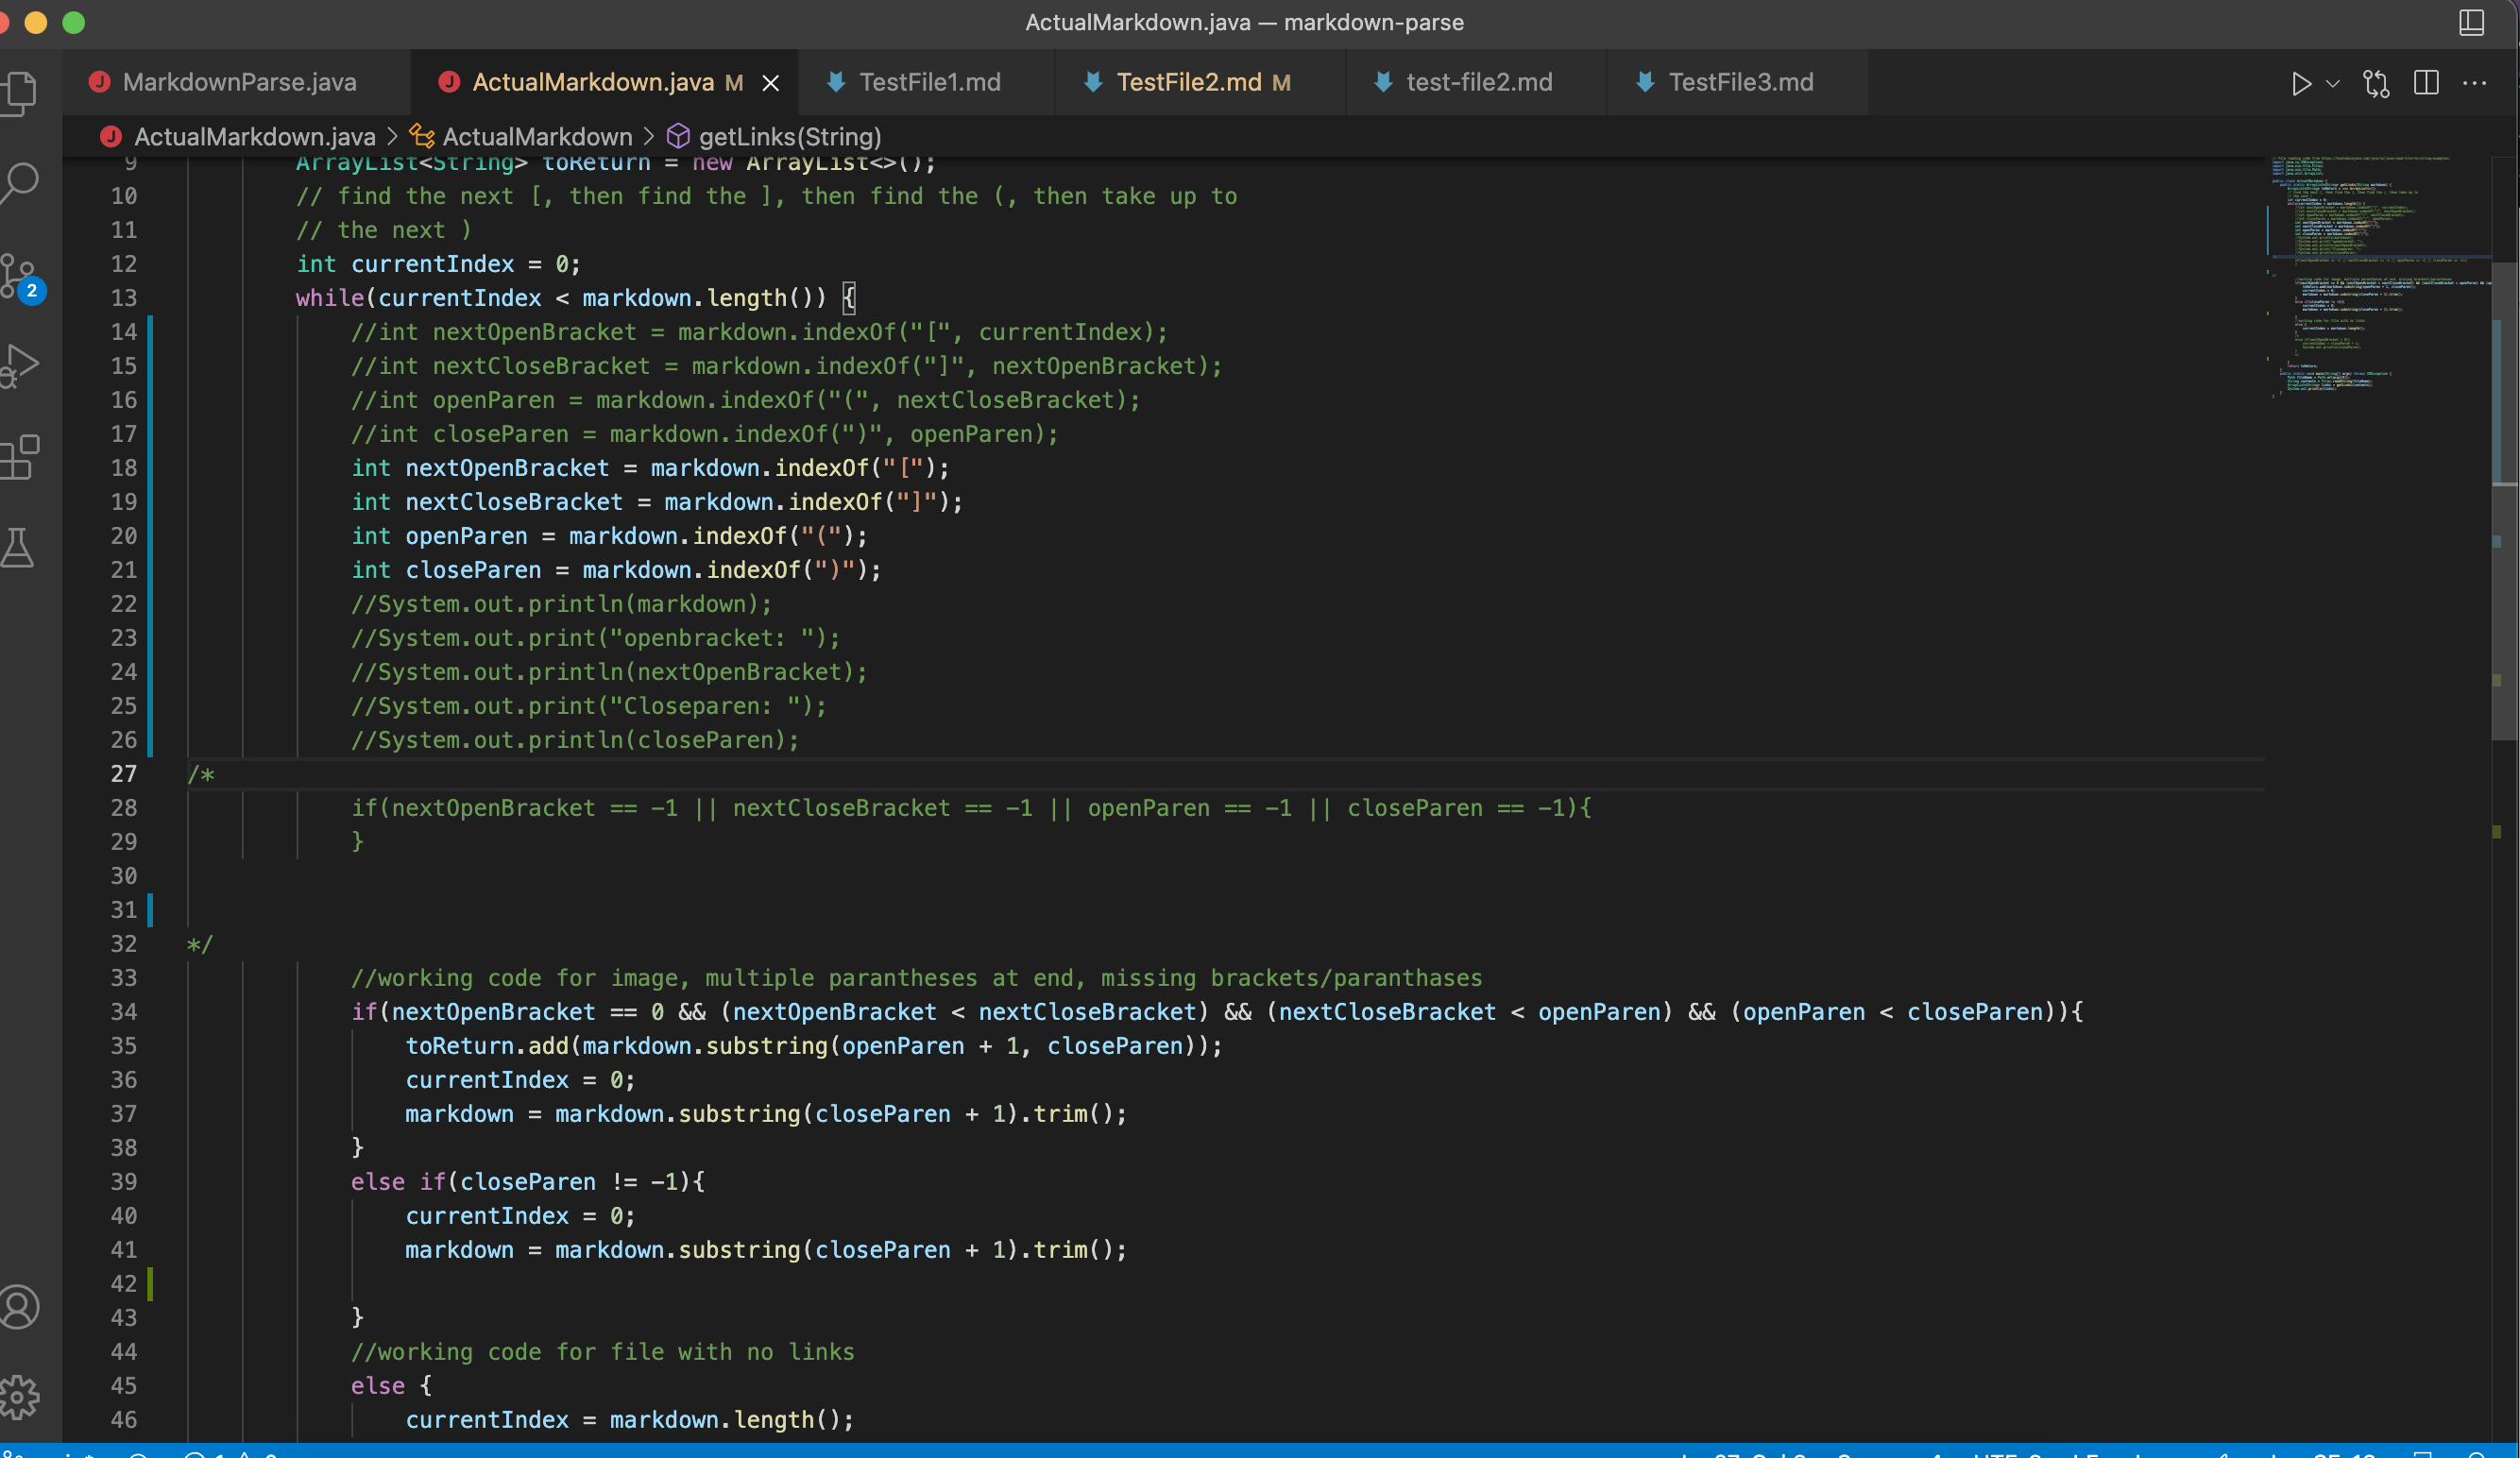 ActualMarkdown.java — markdown-parse
MarkdownParse.java ActualMarkdown.java M TestFile1.md TestFile2.md M test-file2.md TestFile3.md
ActualMarkdown.java > ActualMarkdown > getLinks(String)
9 ArrayList<String> toReturn = new ArrayList<>();
10 // find the next [, then find the ], then find the (, then take up to
11 // the next )
12 int currentIndex = 0;
13 while(currentIndex < markdown.length()) {
14 //int nextOpenBracket = markdown.indexOf("[", currentIndex);
15 //int nextCloseBracket = markdown.indexOf("]", nextOpenBracket);
16 //int openParen = markdown.indexOf("(", nextCloseBracket);
17 //int closeParen = markdown.indexOf(")", openParen);
18 int nextOpenBracket = markdown.indexOf("[");
19 int nextCloseBracket = markdown.indexOf("]");
20 int openParen = markdown.indexOf("(");
21 int closeParen = markdown.indexOf(")");
22 //System.out.println(markdown);
23 //System.out.print("openbracket: ");
24 //System.out.println(nextOpenBracket);
25 //System.out.print("Closeparen: ");
26 //System.out.println(closeParen);
27 /*
28 if(nextOpenBracket == -1 || nextCloseBracket == -1 || openParen == -1 || closeParen == -1){
29 }
30
31
32 */
33 //working code for image, multiple parantheses at end, missing brackets/paranthases
34 if(nextOpenBracket == 0 && (nextOpenBracket < nextCloseBracket) && (nextCloseBracket < openParen) && (openParen < closeParen)){
35 toReturn.add(markdown.substring(openParen + 1, closeParen));
36 currentIndex = 0;
37 markdown = markdown.substring(closeParen + 1).trim();
38 }
39 else if(closeParen != -1){
40 currentIndex = 0;
41 markdown = markdown.substring(closeParen + 1).trim();
42
43 }
44 //working code for file with no links
45 else {
46 currentIndex = markdown.length();
2